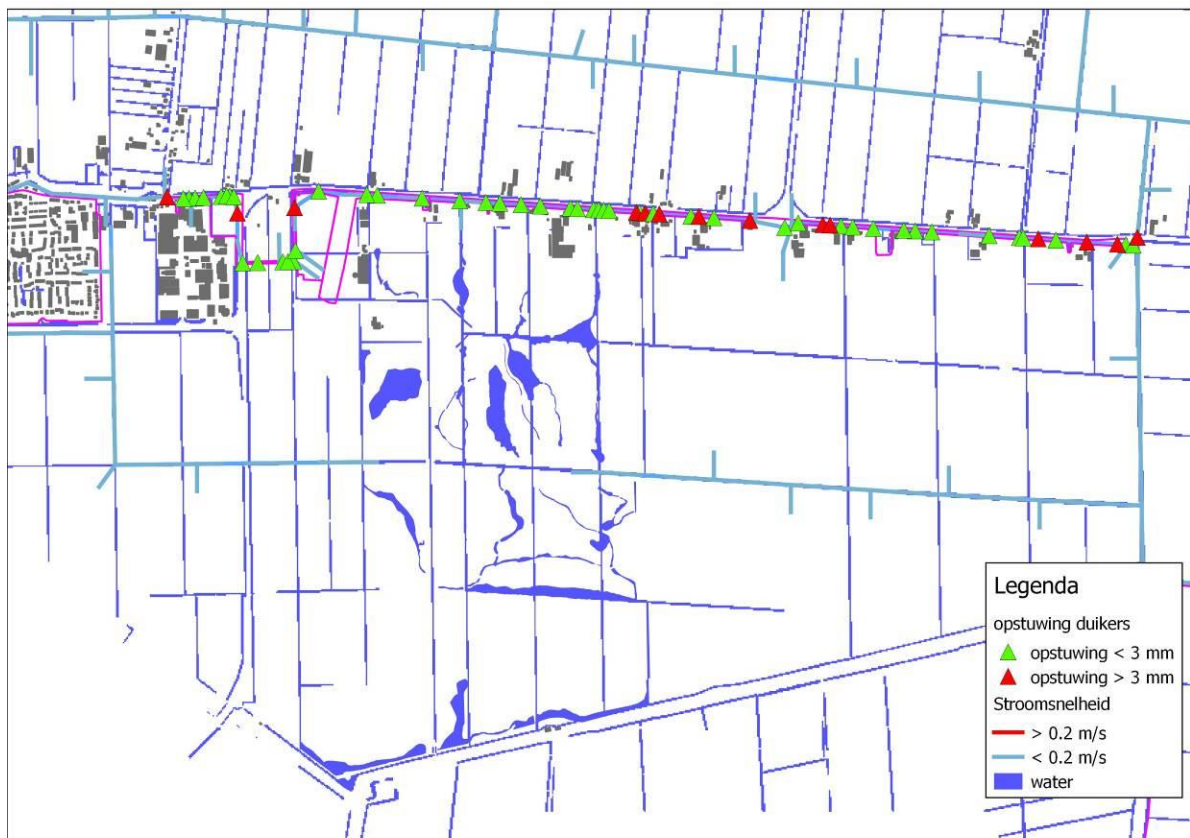 Legenda
opstuwing duikers
opstuwing < 3 mm
opstuwing > 3 mm
Stroomsnelheid
> 0.2 m/s
< 0.2 m/s
water